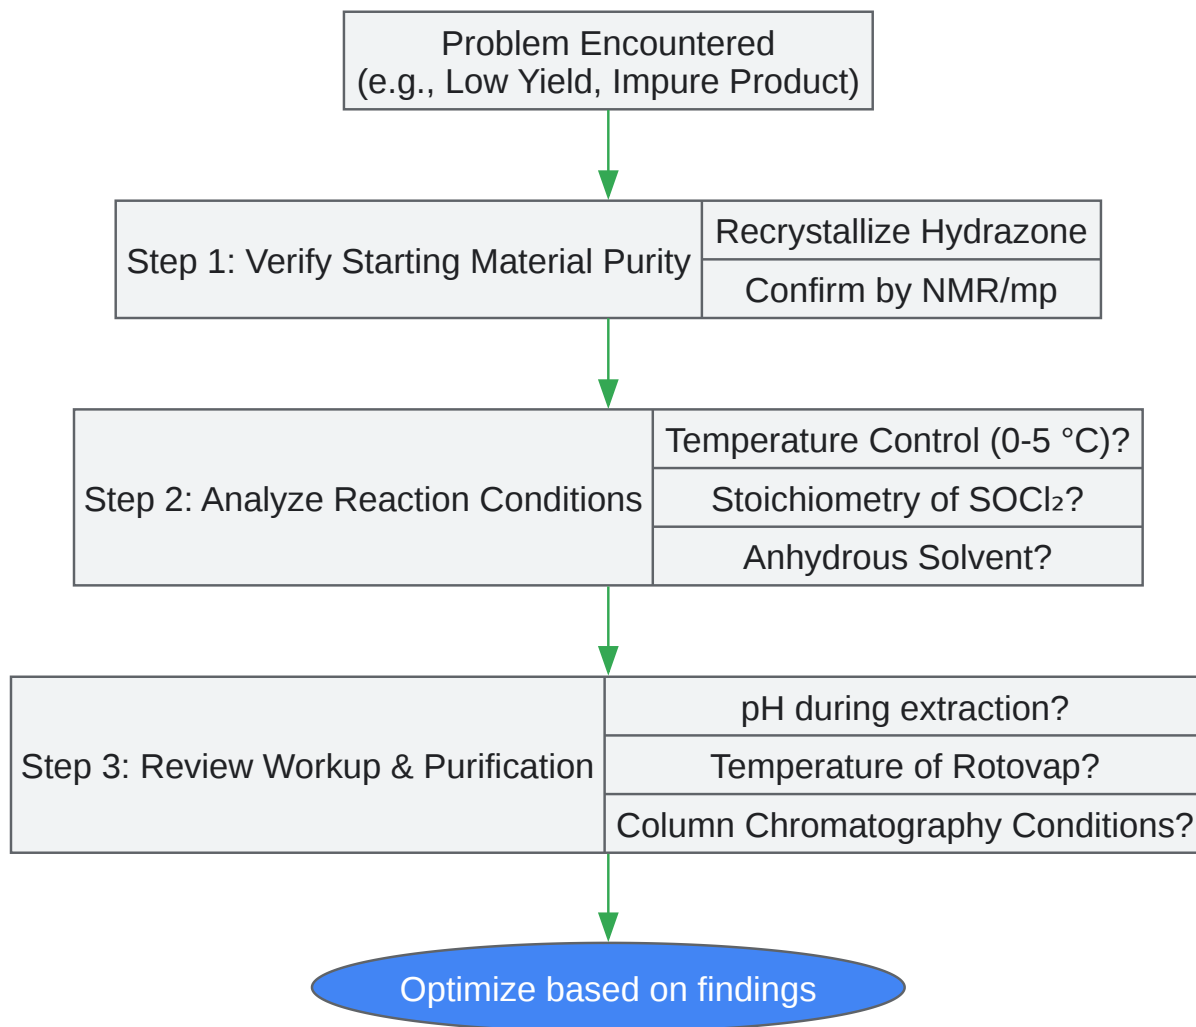 Problem Encountered
(e.g., Low Yield, Impure Product)
Step 1: Verify Starting Material Purity
Recrystallize Hydrazone
Confirm by NMR/mp
Step 2: Analyze Reaction Conditions
Temperature Control (0-5 °C)?
Stoichiometry of SOCl₂?
Anhydrous Solvent?
Step 3: Review Workup & Purification
pH during extraction?
Temperature of Rotovap?
Column Chromatography Conditions?
Optimize based on findings